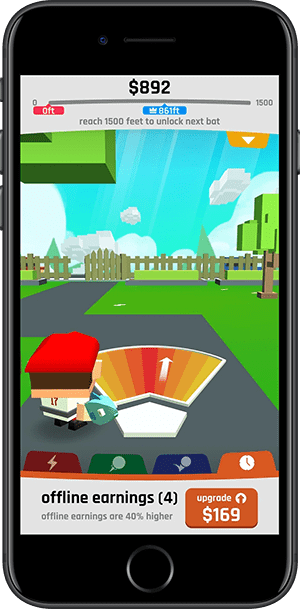 $892
0 1500
0ft 861ft
reach 1500 feet to unlock next bat
offline earnings (4)
offline earnings are 40% higher
upgrade
$169